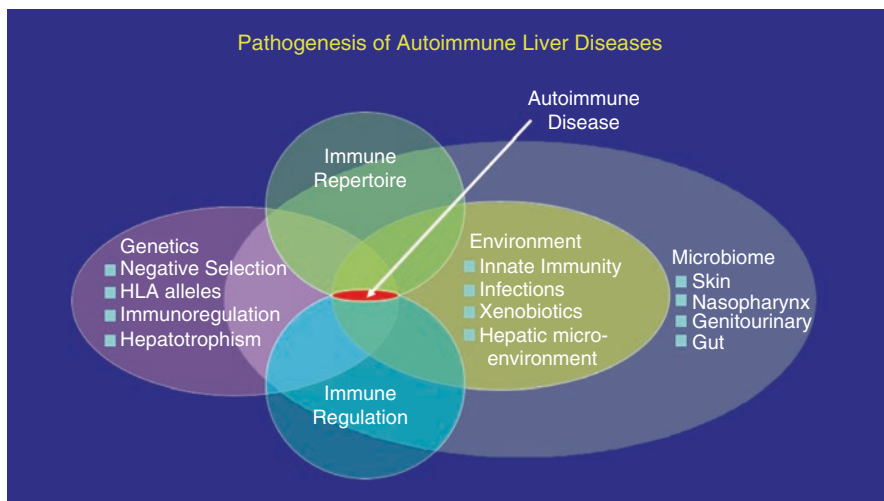 Pathogenesis of Autoimmune Liver Diseases
Autoimmune
Disease
Immune
Repertoire
Genetics
Negative Selection
HLA alleles
Immunoregulation
Hepatotrophism
Environment
Innate Immunity
Infections
Xenobiotics
Hepatic micro-
environment
Microbiome
Skin
Nasopharynx
Genitourinary
Gut
Immune
Regulation